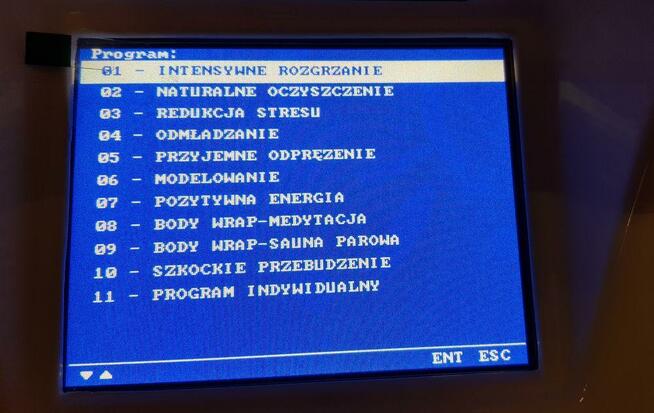 Program:
01 - INTENSYWNE ROZGRZANIE
02 - NATURALNE OCZYSZCZENIE
03 - REDUKCJA STRESU
04 - ODMŁADZANIE
05 - PRZYJEMNE ODPRĘŻENIE
06 - MODELOWANIE
07 - POZYTYWNA ENERGIA
08 - BODY WRAP-MEDYTACJA
09 - BODY WRAP-SAUNA PAROWA
10 - SZKOCKIE PRZEBUDZENIE
11 - PROGRAM INDYWIDUALNY
ENT ESC